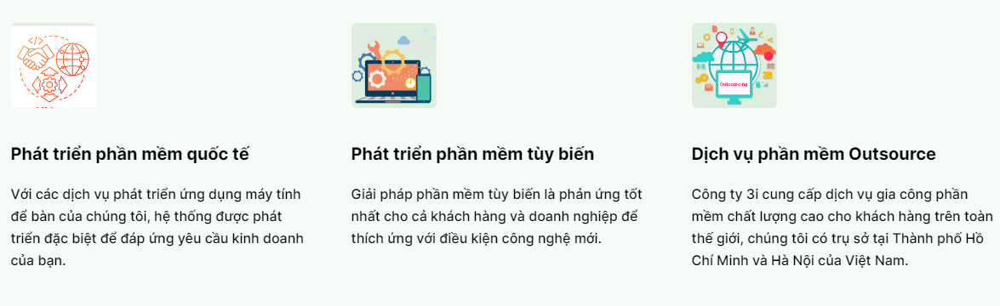 Outsourcing
Phát triển phần mềm quốc tế
Với các dịch vụ phát triển ứng dụng máy tính
để bàn của chúng tôi, hệ thống được phát
triển đặc biệt để đáp ứng yêu cầu kinh doanh
của bạn.
Phát triển phần mềm tùy biến
Giải pháp phần mềm tùy biến là phản ứng tốt
nhất cho cả khách hàng và doanh nghiệp để
thích ứng với điều kiện công nghệ mới.
Dịch vụ phần mềm Outsource
Công ty 3i cung cấp dịch vụ gia công phần
mềm chất lượng cao cho khách hàng trên toàn
thế giới, chúng tôi có trụ sở tại Thành phố Hồ
Chí Minh và Hà Nội của Việt Nam.